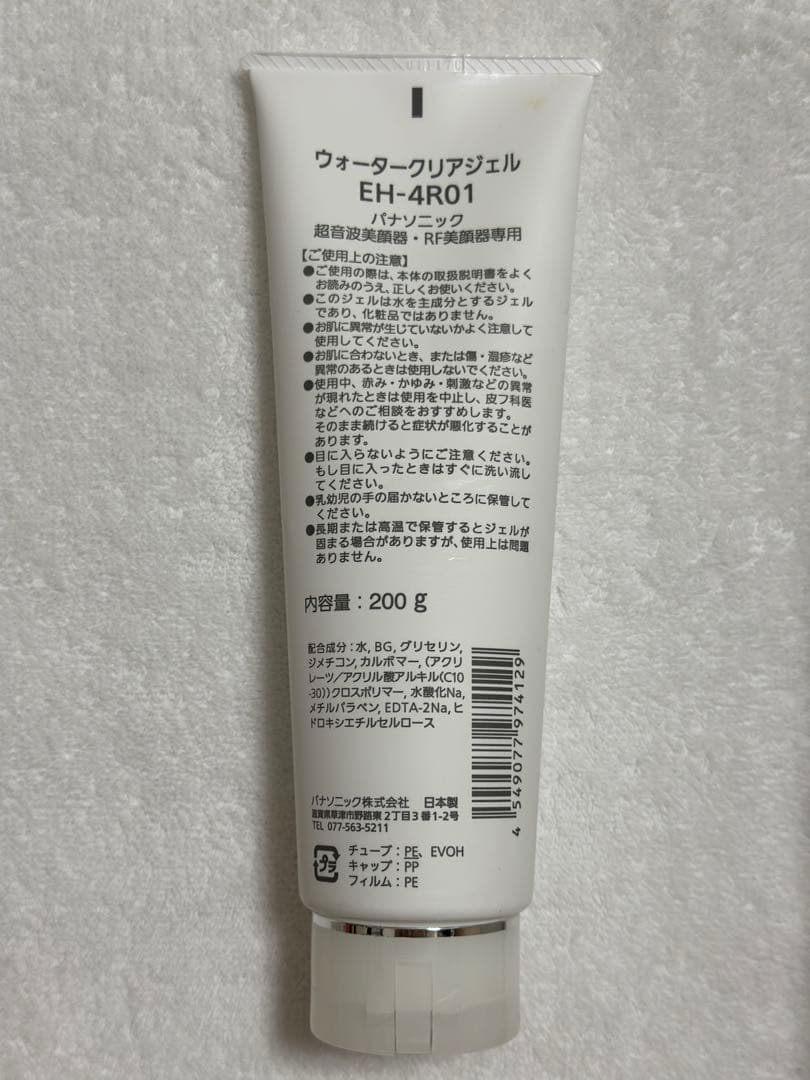 ウォータークリアジェル
EH-4R01
パナソニック
超音波美顔器・RF美顔器専用
【ご使用上の注意】
●ご使用の際は、本体の取扱説明書をよく
お読みのうえ、正しくお使いください。
●このジェルは水を主成分とするジェル
であり、化粧品ではありません。
●お肌に異常が生じていないかよく注意して
使用してください。
●お肌に合わないとき、または傷・湿疹など
異常のあるときは使用しないでください。
●使用中、赤み・かゆみ・刺激などの異常
が現れたときは使用を中止し、皮フ科医
などへのご相談をおすすめします。
そのまま続けると症状が悪化することが
あります。
●目に入らないようにご注意ください。
もし目に入ったときはすぐに洗い流し
てください。
●乳幼児の手の届かないところに保管して
ください。
●長期または高温で保管するとジェルが
固まる場合がありますが、使用上は問題
ありません。
内容量：200 g
配合成分：水, BG, グリセリン,
ジメチコン, カルボマー, (アクリ
レーツ／アクリル酸アルキル(C10
-30))クロスポリマー, 水酸化Na,
メチルパラベン, EDTA-2Na, ヒ
ドロキシエチルセルロース
4 549077 974129
パナソニック株式会社 日本製
滋賀県草津市野路東2丁目3番1-2号
TEL 077-563-5211
プラ
チューブ：PE、EVOH
キャップ：PP
フィルム：PE